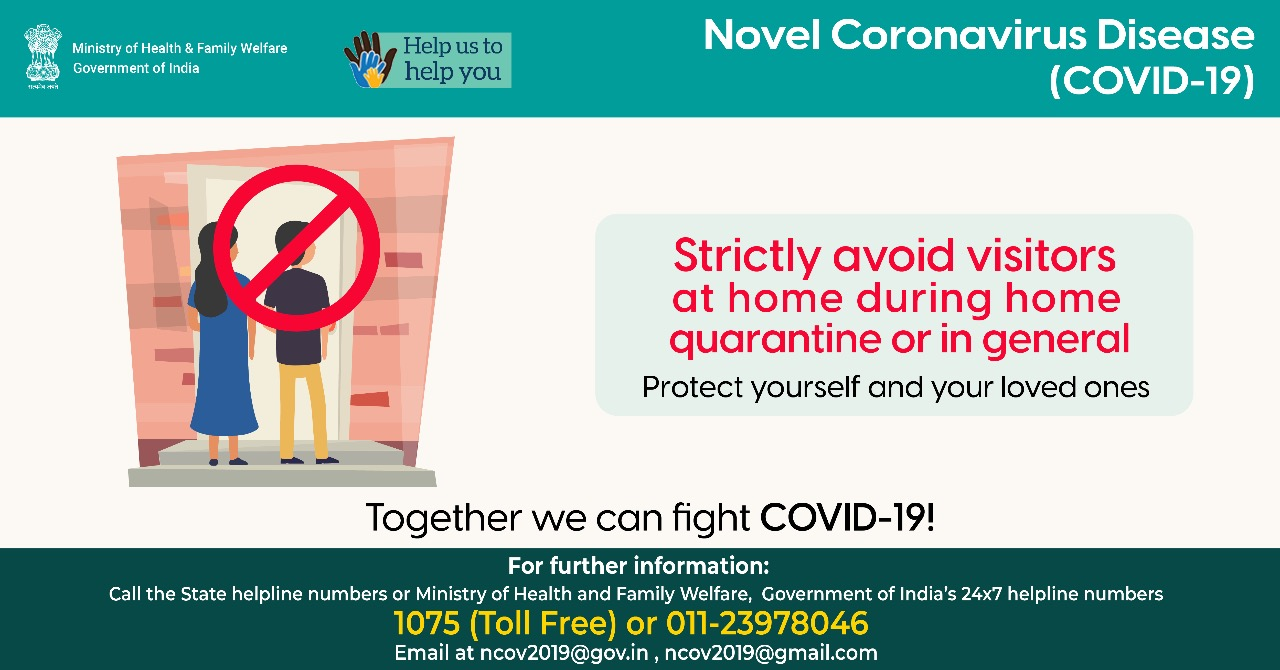 सत्यमेव जयते
Ministry of Health & Family Welfare
Government of India
Help us to
help you
Novel Coronavirus Disease
(COVID-19)
Strictly avoid visitors
at home during home
quarantine or in general
Protect yourself and your loved ones
Together we can fight COVID-19!
For further information:
Call the State helpline numbers or Ministry of Health and Family Welfare, Government of India's 24x7 helpline numbers
1075 (Toll Free) or 011-23978046
Email at ncov2019@gov.in , ncov2019@gmail.com